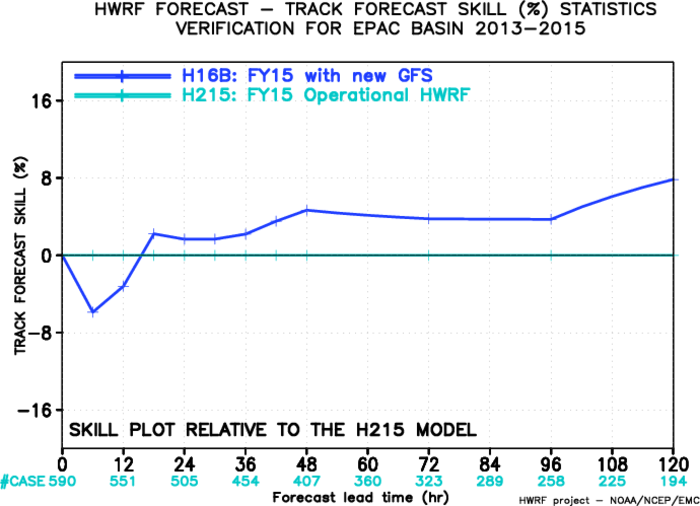 HWRF FORECAST – TRACK FORECAST SKILL (%) STATISTICS
VERIFICATION FOR EPAC BASIN 2013–2015
H16B: FY15 with new GFS
H215: FY15 Operational HWRF
TRACK FORECAST SKILL (%)
16
8
0
−8
−16
SKILL PLOT RELATIVE TO THE H215 MODEL
0 12 24 36 48 60 72 84 96 108 120
#CASE 590 551 505 454 407 360 323 289 258 225 194
Forecast lead time (hr)
HWRF project – NOAA/NCEP/EMC